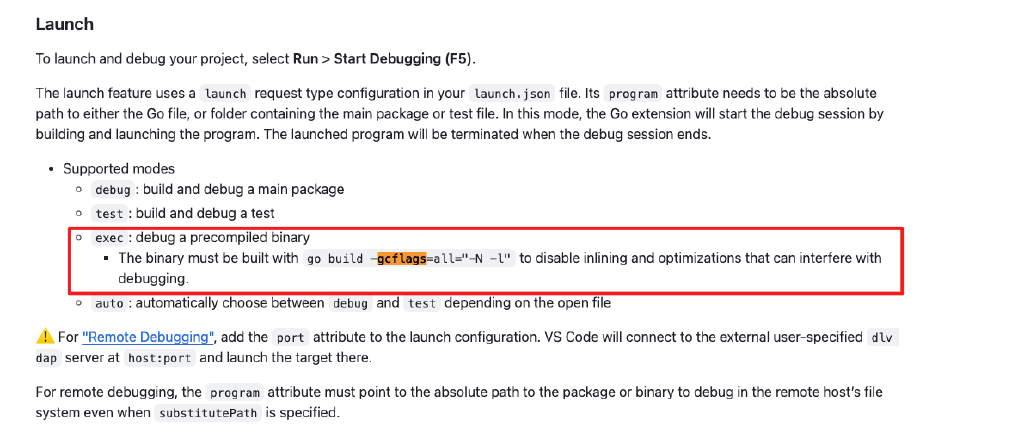 Launch
To launch and debug your project, select Run > Start Debugging (F5).
The launch feature uses a launch request type configuration in your launch.json file. Its program attribute needs to be the absolute
path to either the Go file, or folder containing the main package or test file. In this mode, the Go extension will start the debug session by
building and launching the program. The launched program will be terminated when the debug session ends.
• Supported modes
◦ debug : build and debug a main package
◦ test : build and debug a test
◦ exec : debug a precompiled binary
▪ The binary must be built with go build -gcflags=all="-N -l" to disable inlining and optimizations that can interfere with
debugging.
◦ auto : automatically choose between debug and test depending on the open file
⚠ For "Remote Debugging", add the port attribute to the launch configuration. VS Code will connect to the external user-specified dlv
dap server at host:port and launch the target there.
For remote debugging, the program attribute must point to the absolute path to the package or binary to debug in the remote host's file
system even when substitutePath is specified.